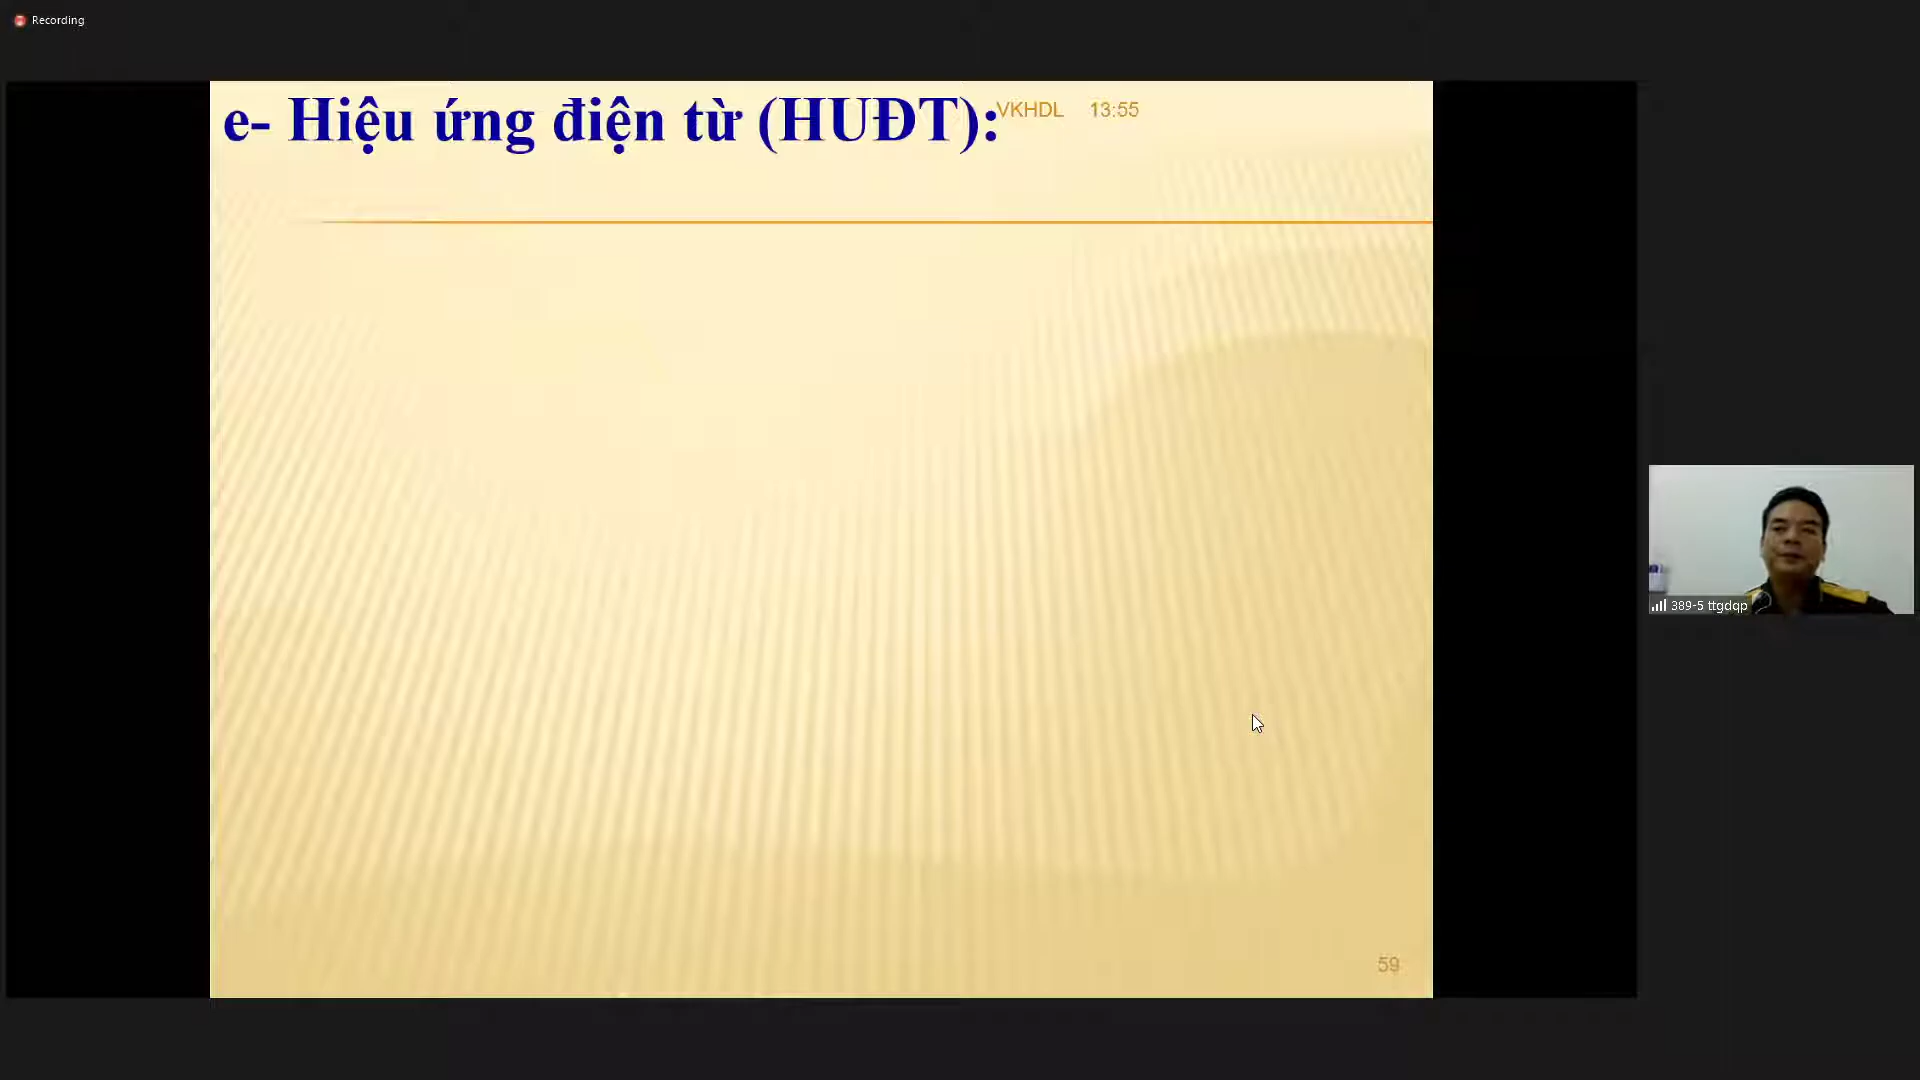 Recording
e- Hiệu ứng điện từ (HUĐT):
VKHDL 13:55
389-5 ttgdqp
59